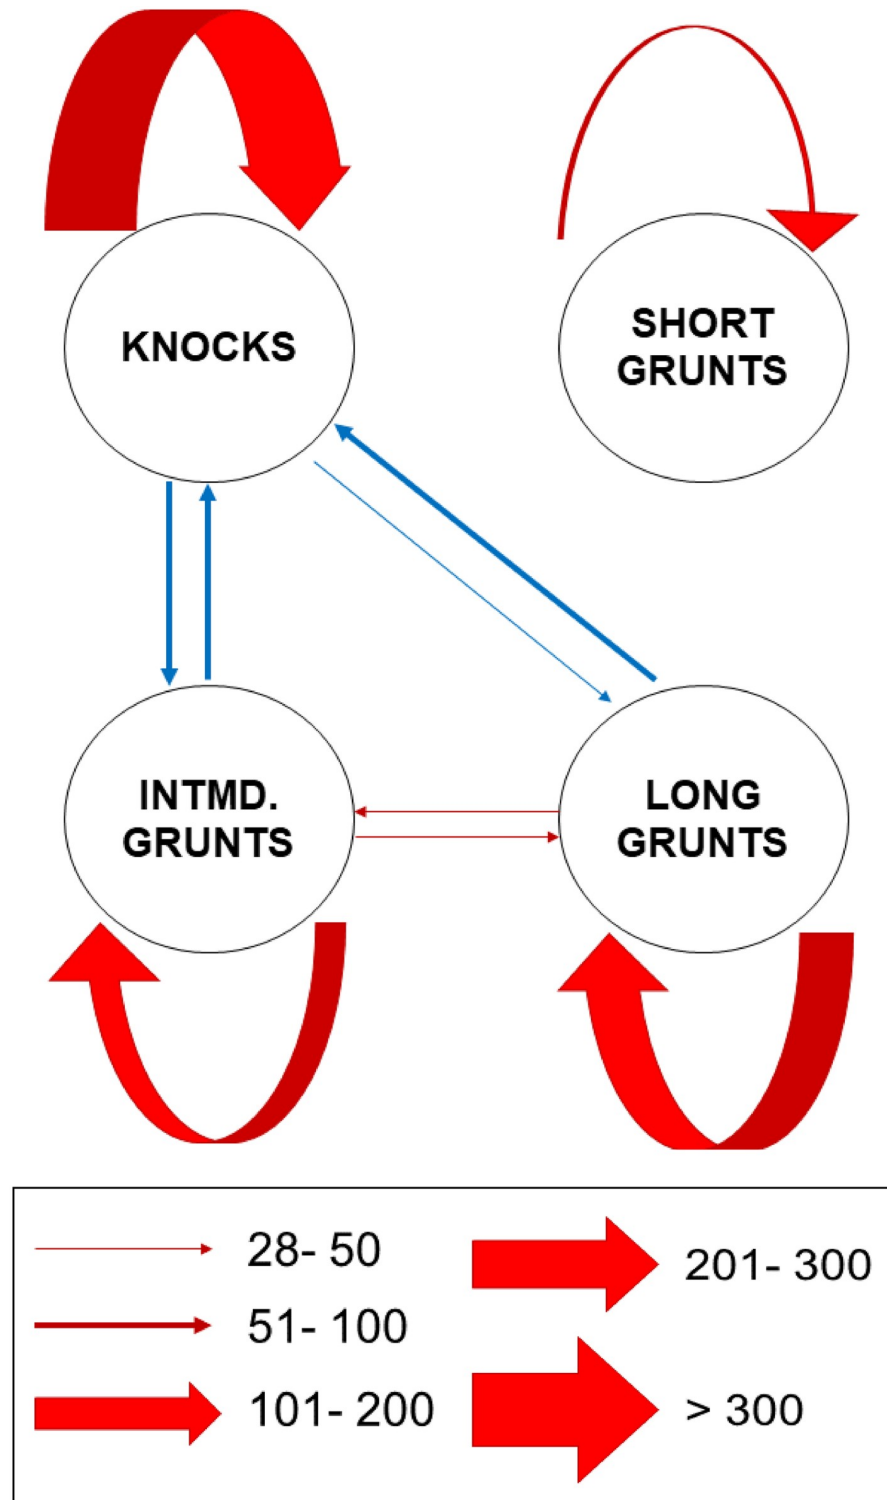 KNOCKS
SHORT
GRUNTS
INTMD.
GRUNTS
LONG
GRUNTS
28- 50
51- 100
101- 200
201- 300
> 300